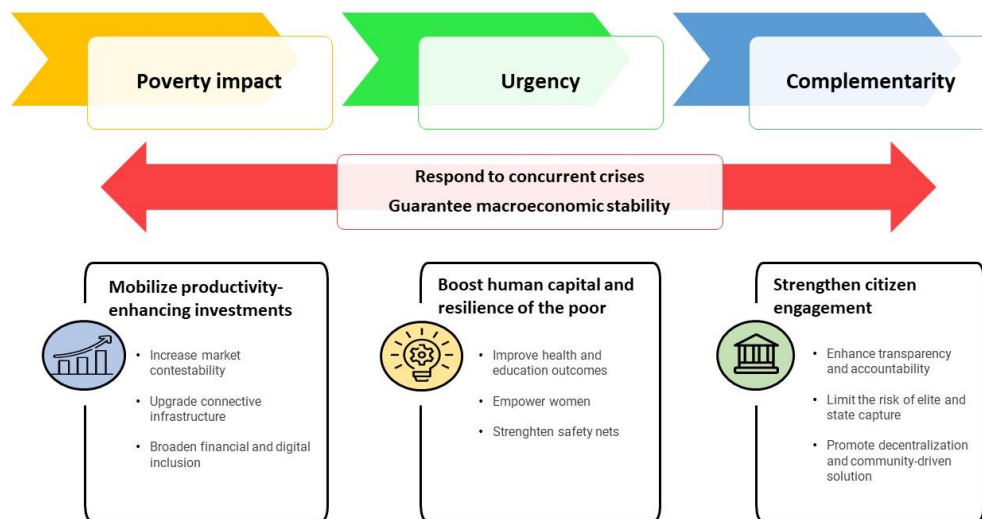 Poverty impact
Urgency
Complementarity
Respond to concurrent crises
Guarantee macroeconomic stability
Mobilize productivity-
enhancing investments
• Increase market
contestability
• Upgrade connective
infrastructure
• Broaden financial and digital
inclusion
Boost human capital and
resilience of the poor
• Improve health and
education outcomes
• Empower women
• Strenghten safety nets
Strengthen citizen
engagement
• Enhance transparency
and accountability
• Limit the risk of elite and
state capture
• Promote decentralization
and community-driven
solution